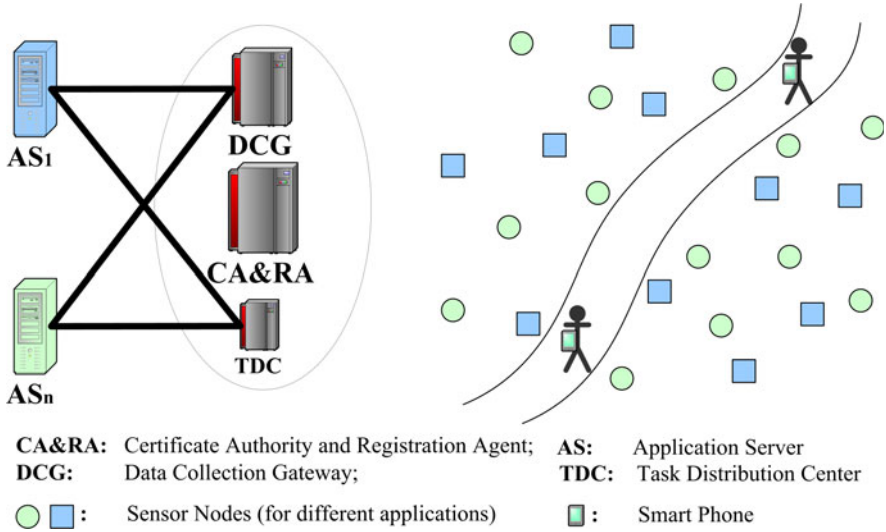 AS1
DCG
CA&RA
ASn
TDC
CA&RA: Certificate Authority and Registration Agent;
AS: Application Server
DCG: Data Collection Gateway;
TDC: Task Distribution Center
: Sensor Nodes (for different applications)
: Smart Phone